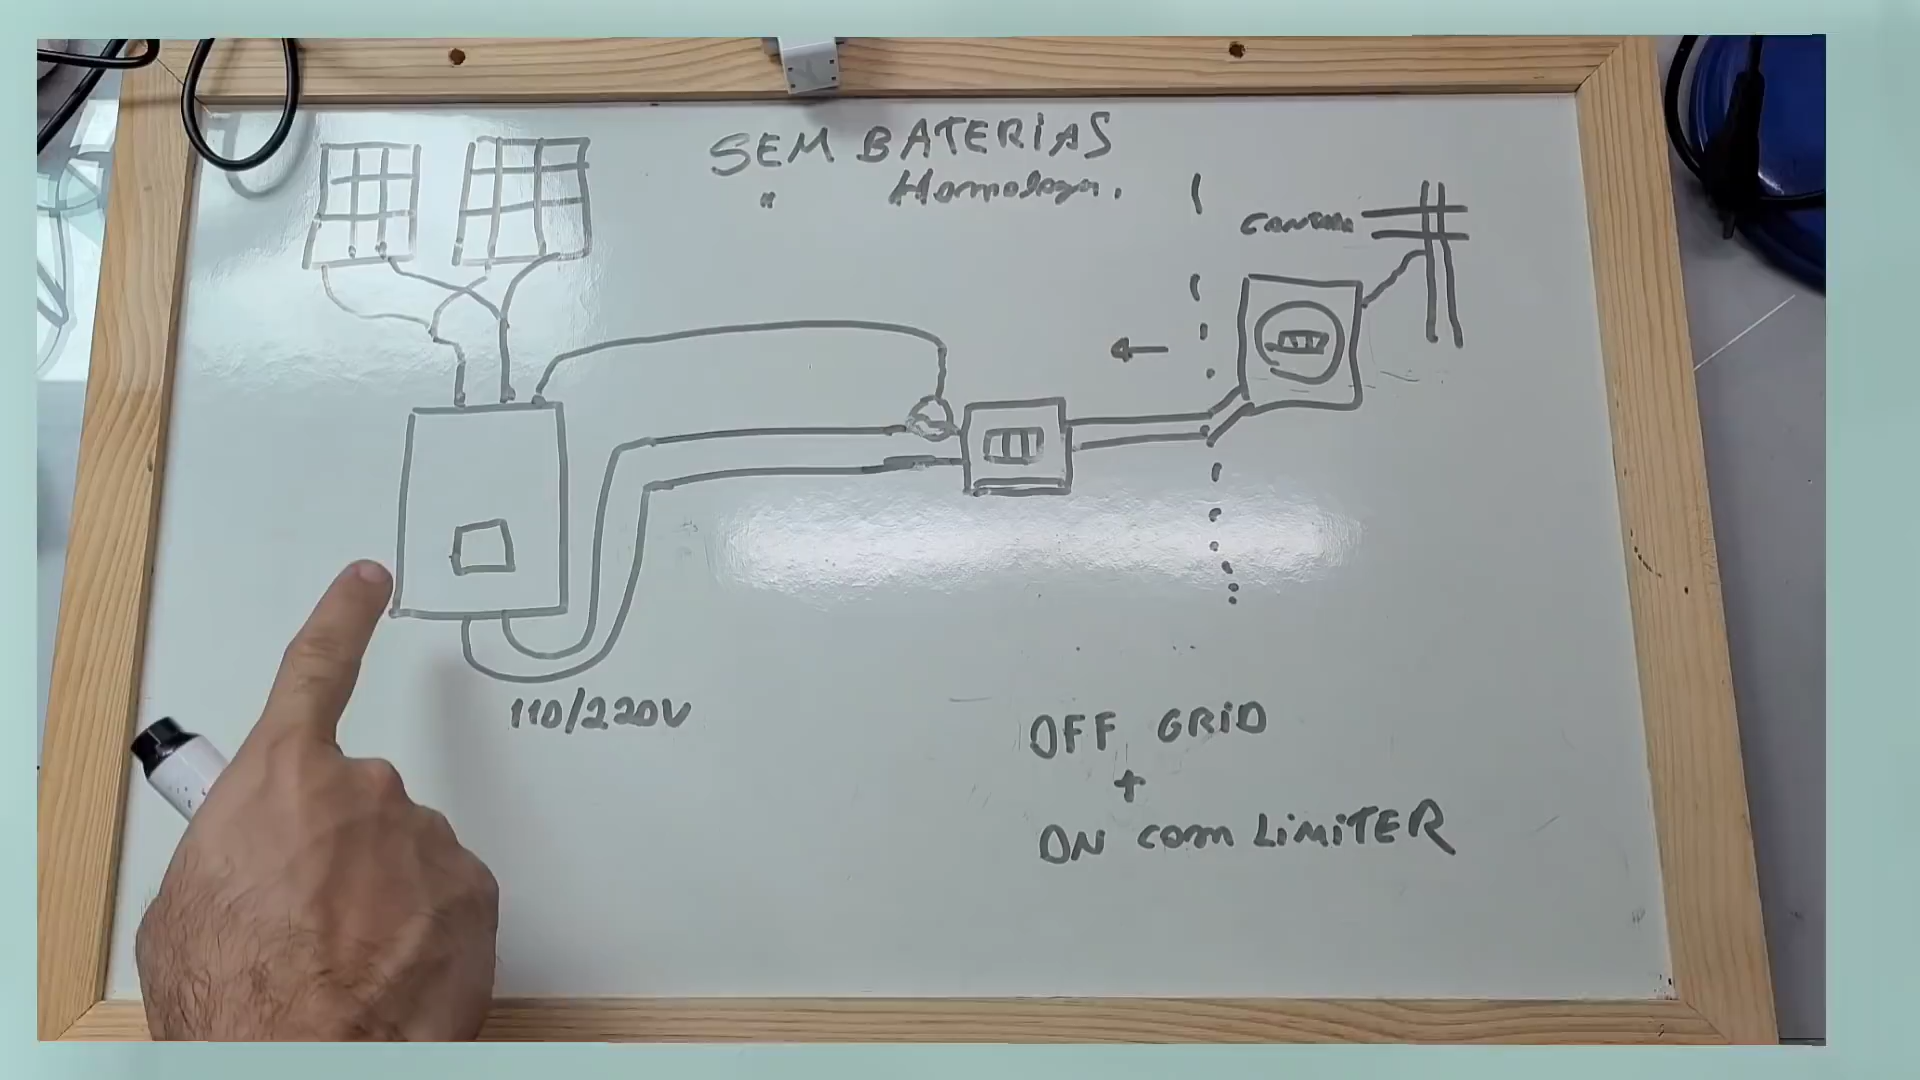 SEM BATERIAS
" Homologa.
110/220V
OFF GRID
+
ON com LIMITER